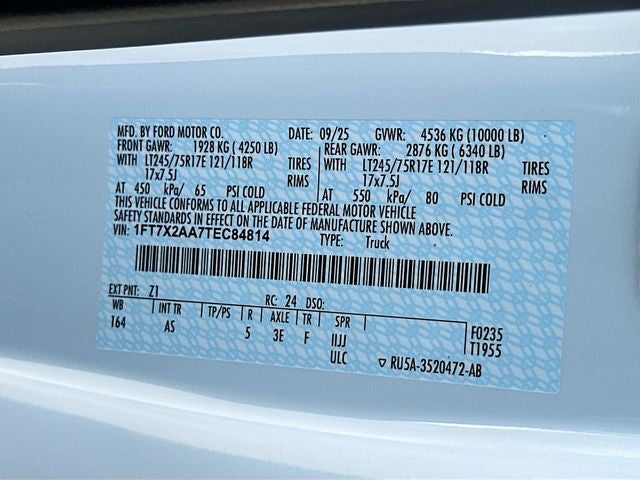 MFD. BY FORD MOTOR CO. DATE: 09/25 GVWR: 4536 KG (10000 LB)
FRONT GAWR: 1928 KG ( 4250 LB) REAR GAWR: 2876 KG ( 6340 LB)
WITH LT245/75R17E 121/118R TIRES WITH LT245/75R17E 121/118R TIRES
17x7.5J RIMS 17x7.5J RIMS
AT 450 kPa/ 65 PSI COLD AT 550 kPa/ 80 PSI COLD
THIS VEHICLE CONFORMS TO ALL APPLICABLE FEDERAL MOTOR VEHICLE
SAFETY STANDARDS IN EFFECT ON THE DATE OF MANUFACTURE SHOWN ABOVE.
VIN: 1FT7X2AA7TEC84814 TYPE: Truck
EXT PNT: Z1 RC: 24 DSO:
WB INT TR TP/PS R AXLE TR SPR F0235
164 AS 5 3E F IIJJ T1955
ULC ▽ RU5A-3520472-AB